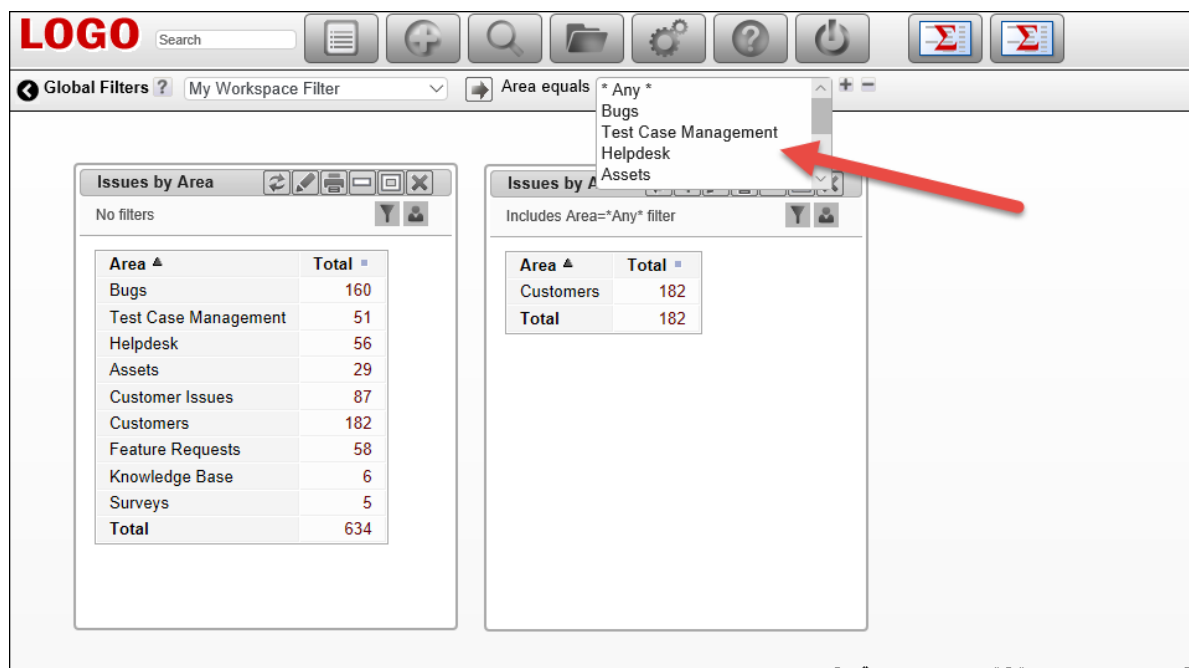 LOGO Search
Global Filters ? My Workspace Filter Area equals * Any *
Bugs
Test Case Management
Helpdesk
Assets
Issues by Area
No filters
Area Total
Bugs 160
Test Case Management 51
Helpdesk 56
Assets 29
Customer Issues 87
Customers 182
Feature Requests 58
Knowledge Base 6
Surveys 5
Total 634
Issues by A
Includes Area=*Any* filter
Area Total
Customers 182
Total 182